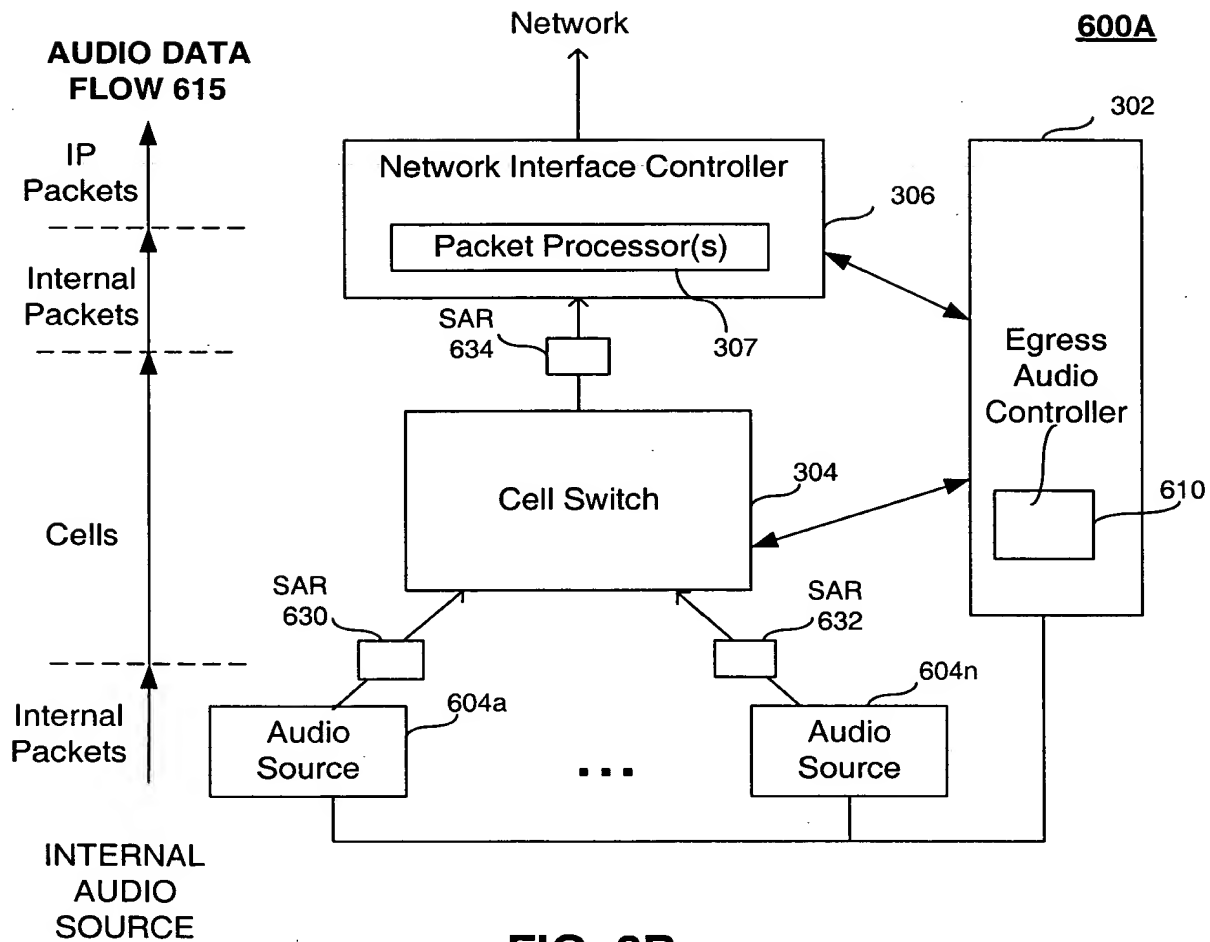 Network
600A
AUDIO DATA
FLOW 615
302
IP
Packets
Network Interface Controller
306
Packet Processor(s)
Internal
Packets
SAR
634
307
Egress
Audio
Controller
Cell Switch
304
610
Cells
SAR
630
SAR
632
604a
604n
Internal
Packets
Audio
Source
...
Audio
Source
INTERNAL
AUDIO
SOURCE